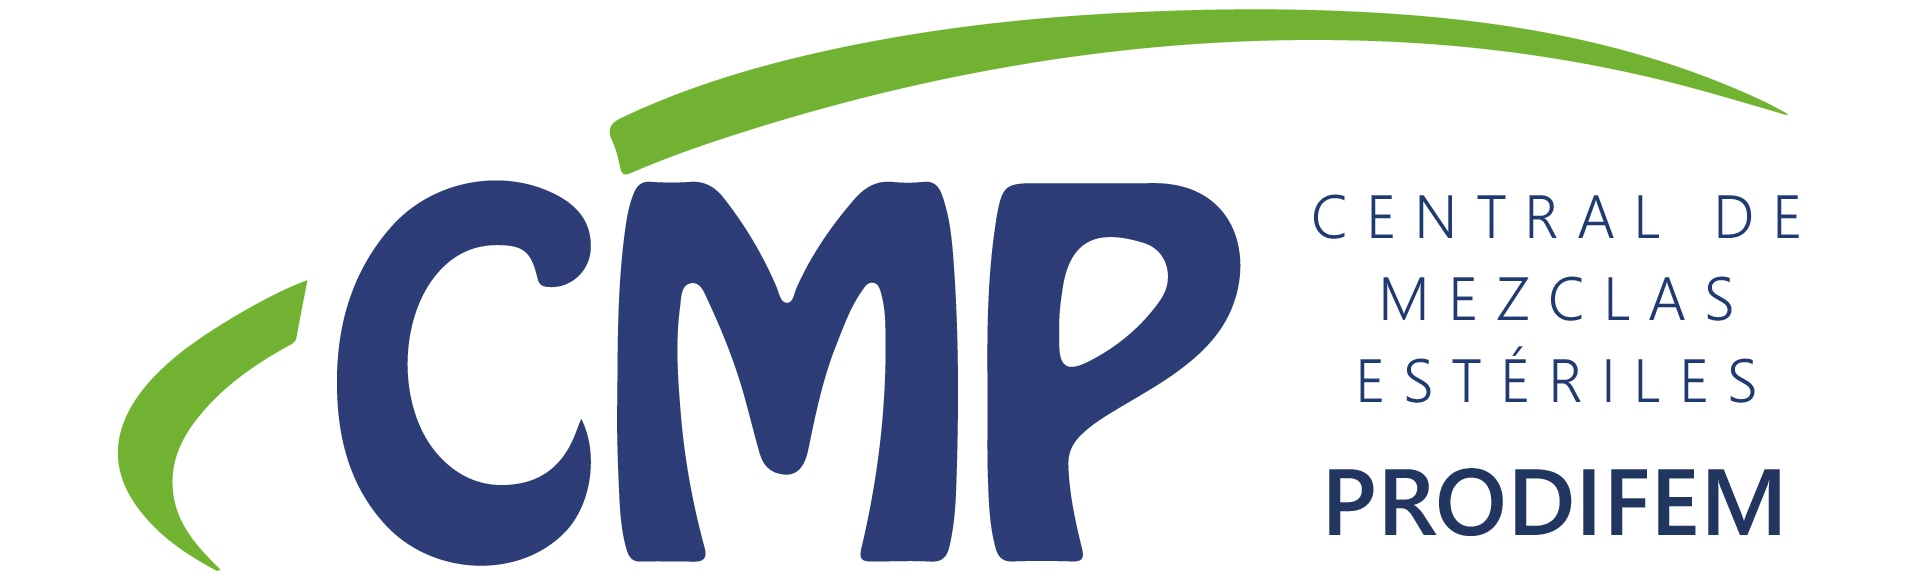 CMP
CENTRAL DE
MEZCLAS
ESTÉRILES
PRODIFEM